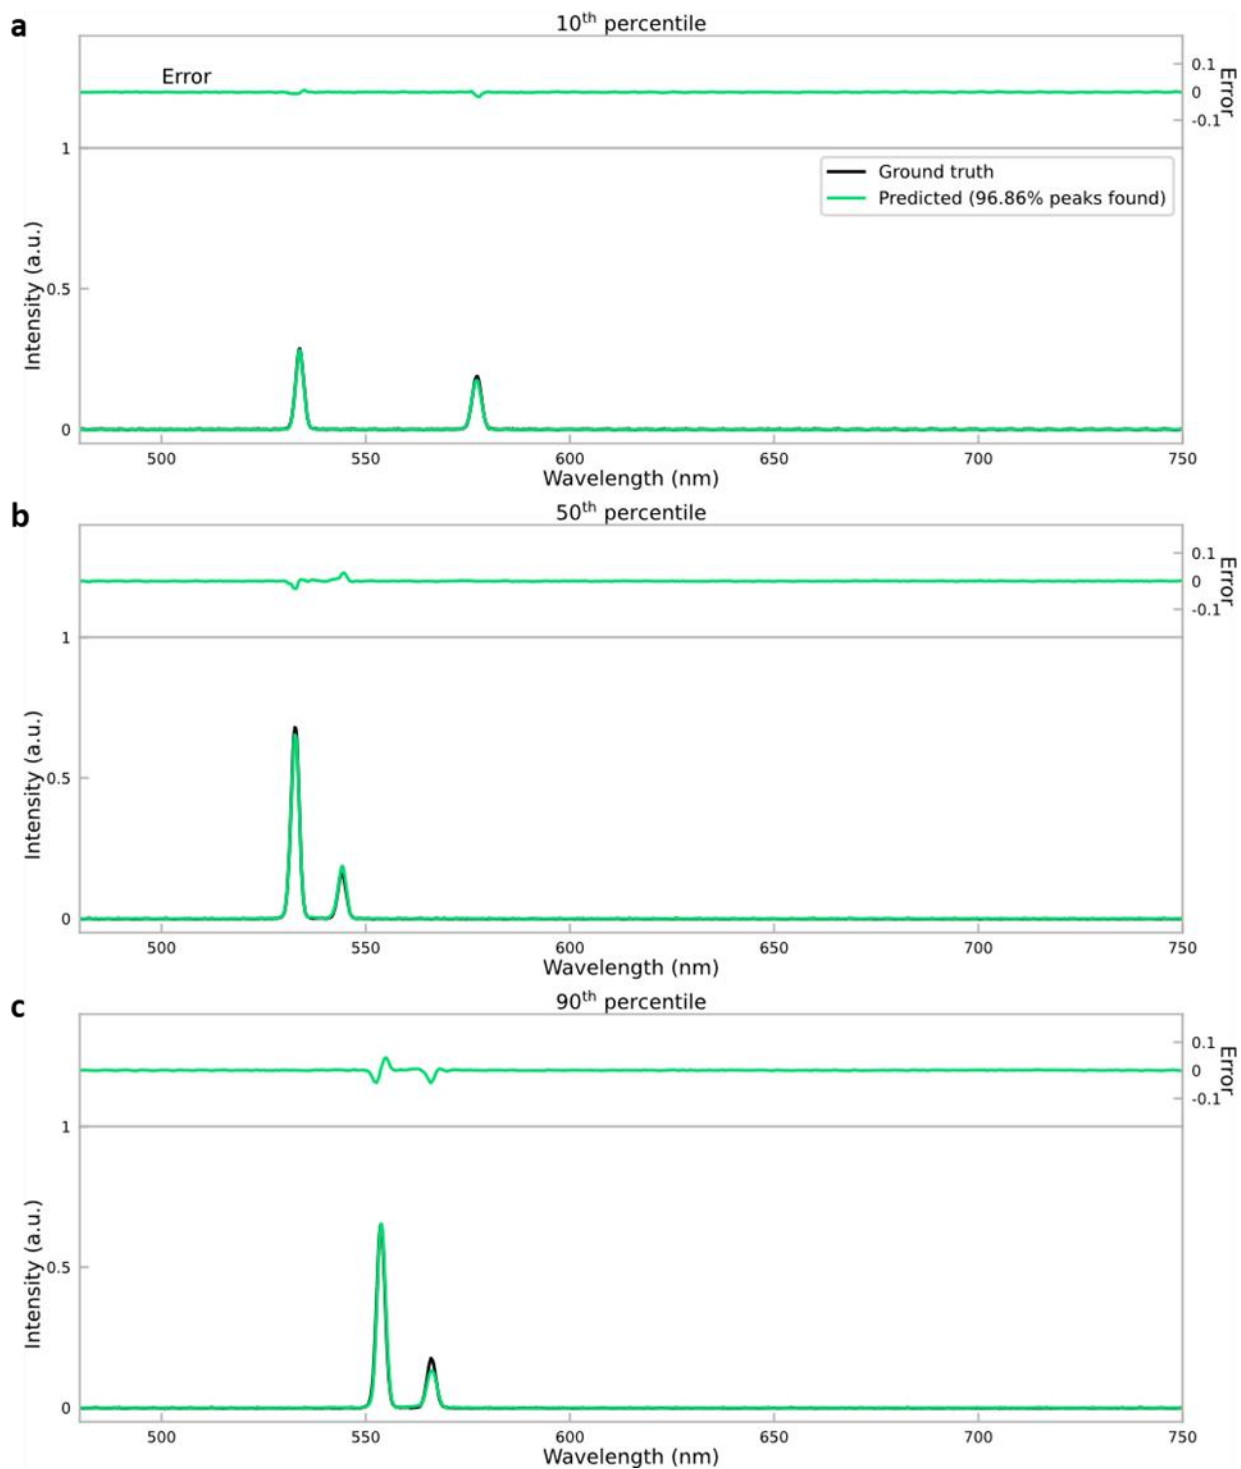 a
10th percentile
Error
0.1
0
-0.1
Error
1
0.5
0
Intensity (a.u.)
Ground truth
Predicted (96.86% peaks found)
500 550 600 650 700 750
Wavelength (nm)
b
50th percentile
0.1
0
-0.1
Error
1
0.5
0
Intensity (a.u.)
500 550 600 650 700 750
Wavelength (nm)
c
90th percentile
0.1
0
-0.1
Error
1
0.5
0
Intensity (a.u.)
500 550 600 650 700 750
Wavelength (nm)